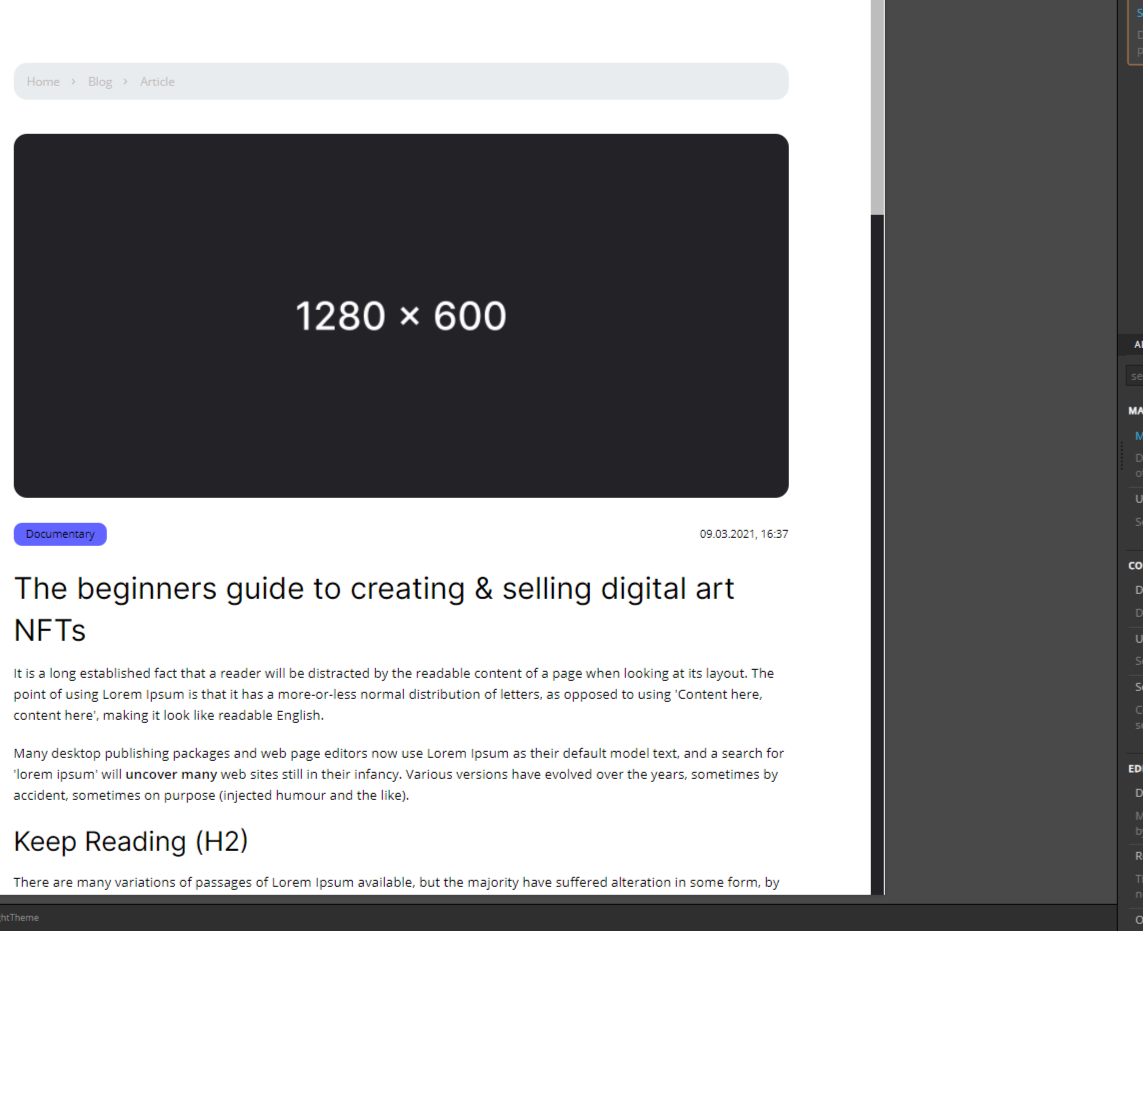 Home > Blog > Article
1280 × 600
Documentary 09.03.2021, 16:37
The beginners guide to creating & selling digital art
NFTs
It is a long established fact that a reader will be distracted by the readable content of a page when looking at its layout. The
point of using Lorem Ipsum is that it has a more-or-less normal distribution of letters, as opposed to using 'Content here,
content here', making it look like readable English.
Many desktop publishing packages and web page editors now use Lorem Ipsum as their default model text, and a search for
'lorem ipsum' will uncover many web sites still in their infancy. Various versions have evolved over the years, sometimes by
accident, sometimes on purpose (injected humour and the like).
Keep Reading (H2)
There are many variations of passages of Lorem Ipsum available, but the majority have suffered alteration in some form, by
htTheme